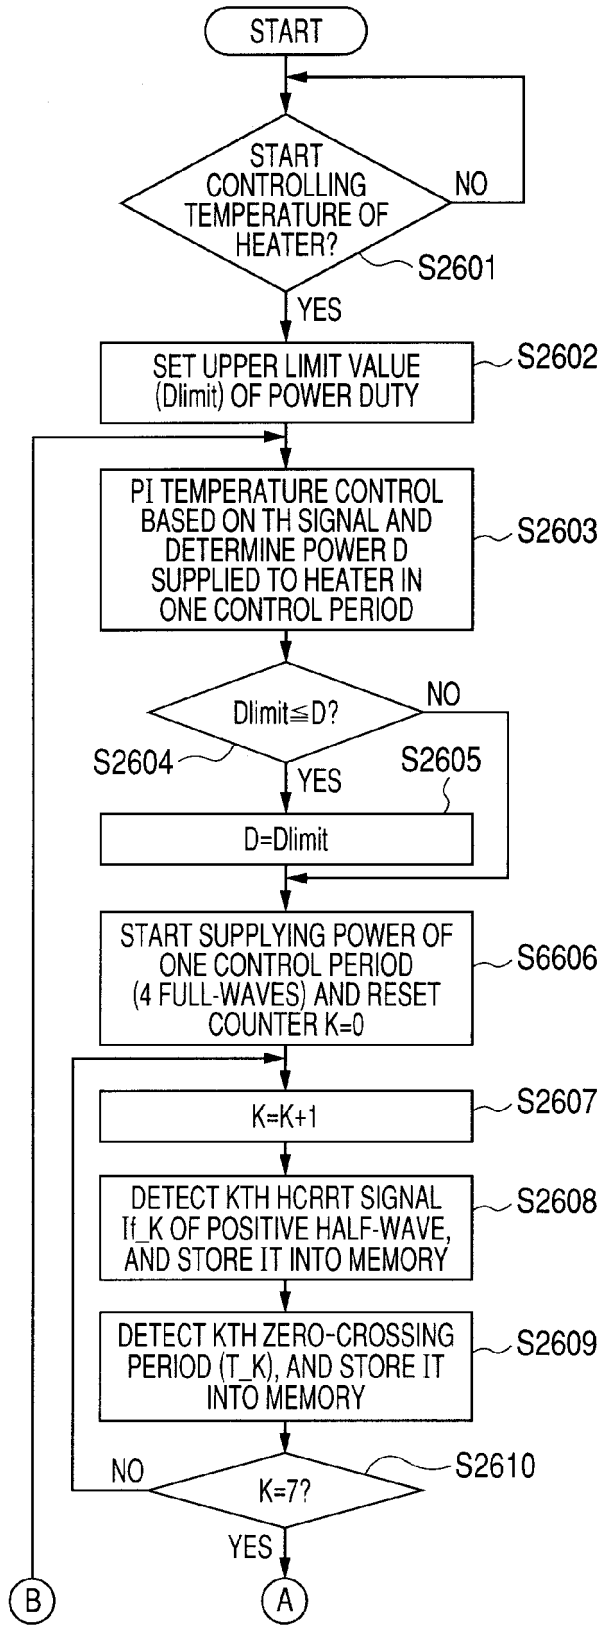 START
START
CONTROLLING
TEMPERATURE OF
HEATER?
NO
S2601
YES
SET UPPER LIMIT VALUE
(Dlimit) OF POWER DUTY
S2602
PI TEMPERATURE CONTROL
BASED ON TH SIGNAL AND
DETERMINE POWER D
SUPPLIED TO HEATER IN
ONE CONTROL PERIOD
S2603
Dlimit≦D?
NO
S2604
YES
S2605
D=Dlimit
START SUPPLYING POWER OF
ONE CONTROL PERIOD
(4 FULL-WAVES) AND RESET
COUNTER K=0
S6606
K=K+1
S2607
DETECT KTH HCRRT SIGNAL
If_K OF POSITIVE HALF-WAVE,
AND STORE IT INTO MEMORY
S2608
DETECT KTH ZERO-CROSSING
PERIOD (T_K), AND STORE IT
INTO MEMORY
S2609
NO
K=7?
S2610
YES
B
A